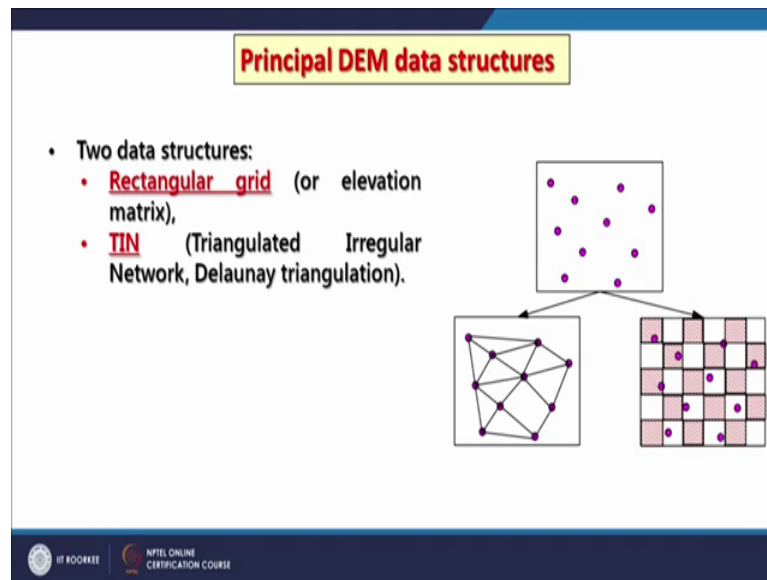 Principal DEM data structures
• Two data structures:
• Rectangular grid (or elevation
matrix),
• TIN (Triangulated Irregular
Network, Delaunay triangulation).
IIT ROORKEE
NPTEL ONLINE
CERTIFICATION COURSE